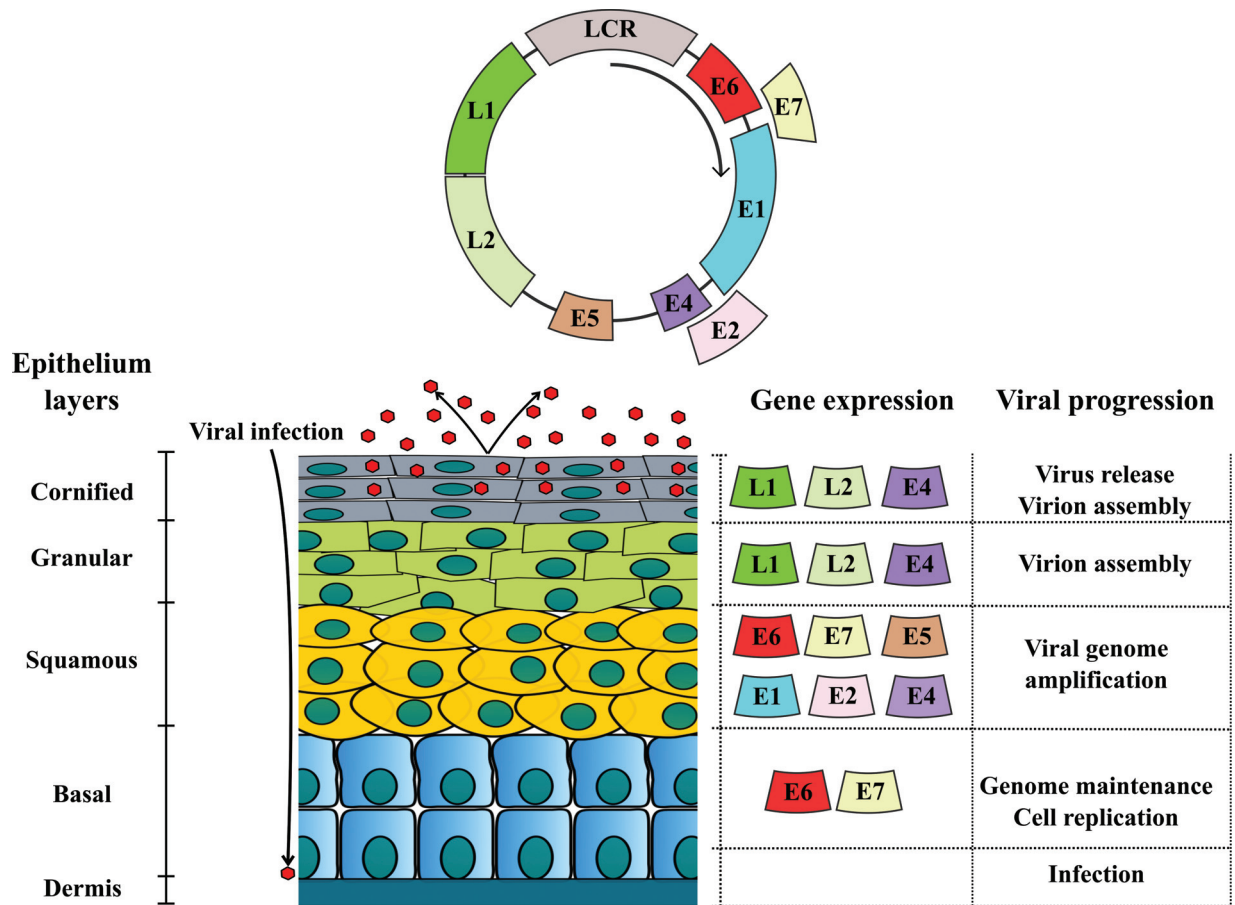 LCR
E6
E7
L1
E1
L2
E4
E5
E2
Epithelium
layers
Viral infection
Gene expression
Viral progression
Cornified
L1 L2 E4
Virus release
Virion assembly
Granular
L1 L2 E4
Virion assembly
Squamous
E6 E7 E5
E1 E2 E4
Viral genome
amplification
Basal
E6 E7
Genome maintenance
Cell replication
Dermis
Infection